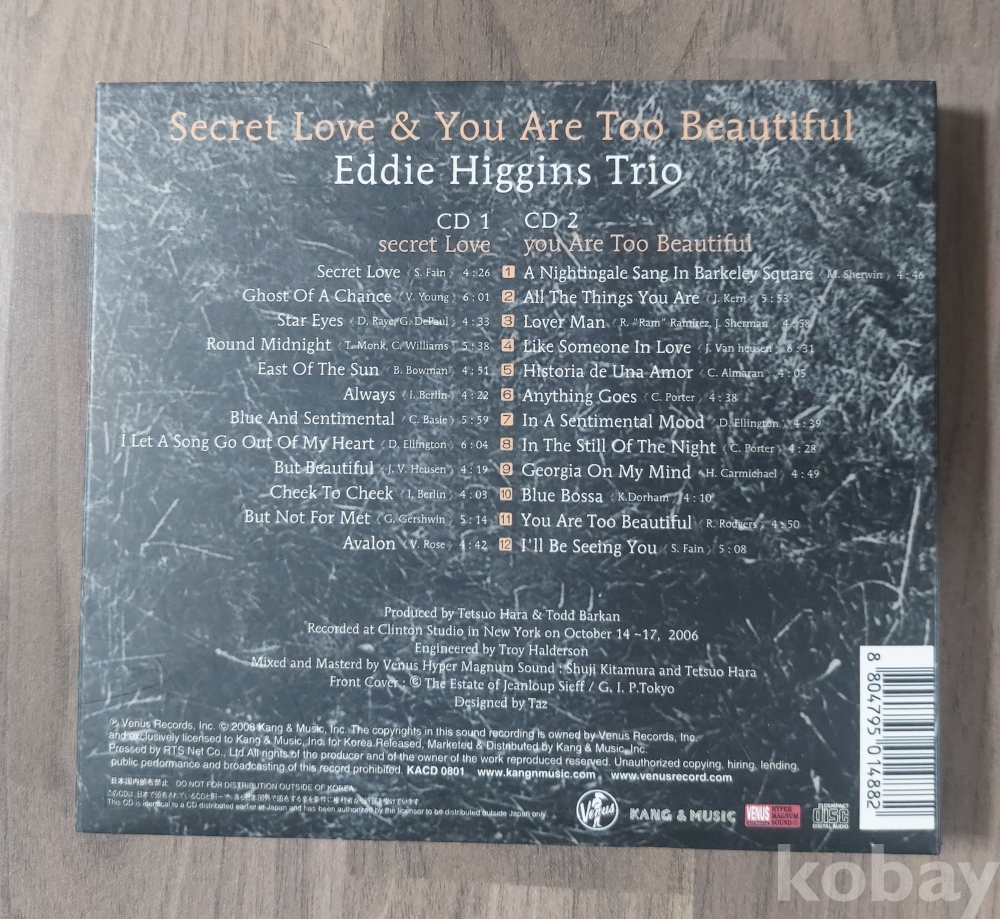 Secret Love & You Are Too Beautiful
Eddie Higgins Trio
CD 1
secret Love
Secret Love 〈 S. Fain 〉 4 : 26
Ghost Of A Chance 〈 V. Young 〉 6 : 01
Star Eyes 〈 D. Raye, G. DePaul 〉 4 : 33
Round Midnight 〈 T. Monk, C. Williams 〉 5 : 38
East Of The Sun 〈 B. Bowman 〉 4 : 51
Always 〈 I. Berlin 〉 4 : 22
Blue And Sentimental 〈 C. Basie 〉 5 : 59
I Let A Song Go Out Of My Heart 〈 D. Ellington 〉 6 : 04
But Beautiful 〈 J. V. Heusen 〉 4 : 19
Cheek To Cheek 〈 I. Berlin 〉 4 : 03
But Not For Met 〈 G. Gershwin 〉 5 : 14
Avalon 〈 V. Rose 〉 4 : 42
CD 2
you Are Too Beautiful
1 A Nightingale Sang In Barkeley Square 〈 M. Sherwin 〉 4 : 46
2 All The Things You Are 〈 J. Kern 〉 5 : 53
3 Lover Man 〈 R. "Ram" Ramirez, J. Sherman 〉 4 : 58
4 Like Someone In Love 〈 J. Van heusen 〉 6 : 31
5 Historia de Una Amor 〈 C. Almaran 〉 4 : 05
6 Anything Goes 〈 C. Porter 〉 4 : 38
7 In A Sentimental Mood 〈 D. Ellington 〉 4 : 39
8 In The Still Of The Night 〈 C. Porter 〉 4 : 28
9 Georgia On My Mind 〈 H. Carmichael 〉 4 : 49
10 Blue Bossa 〈 K.Dorham 〉 4 : 10
11 You Are Too Beautiful 〈 R. Rodgers 〉 4 : 50
12 I'll Be Seeing You 〈 S. Fain 〉 5 : 08
Produced by Tetsuo Hara & Todd Barkan
Recorded at Clinton Studio in New York on October 14 ~17, 2006
Engineered by Troy Halderson
Mixed and Masterd by Venus Hyper Magnum Sound : Shuji Kitamura and Tetsuo Hara
Front Cover : © The Estate of Jeanloup Sieff / G. I. P.Tokyo
Designed by Taz
℗ Venus Records, Inc. © 2008 Kang & Music, Inc. The copyrights in this sound recording is owned by Venus Records, Inc,
and exclusively licensed to Kang & Music, Inc. for Korea.Released, Marketed & Distributed by Kang & Music, Inc.
Pressed by RTS Net Co., Ltd.All rights of the producer and of the owner of the work reproduced reserved. Unauthorized copying, hiring, lending,
public performance and broadcasting of this record prohibited. KACD 0801 www.kangnmusic.com www.venusrecord.com
日本国内頒布禁止 DO NOT FOR DISTRIBUTION OUTSIDE OF KOREA
This CD is identical to a CD distributed earlier at Japan and has been authorized by the licensor to be distributed outside Japan only.
Venus
KANG & MUSIC
VENUS HYPER MAGNUM SOUND
COMPACT disc DIGITAL AUDIO
8 804795 014882
kobay